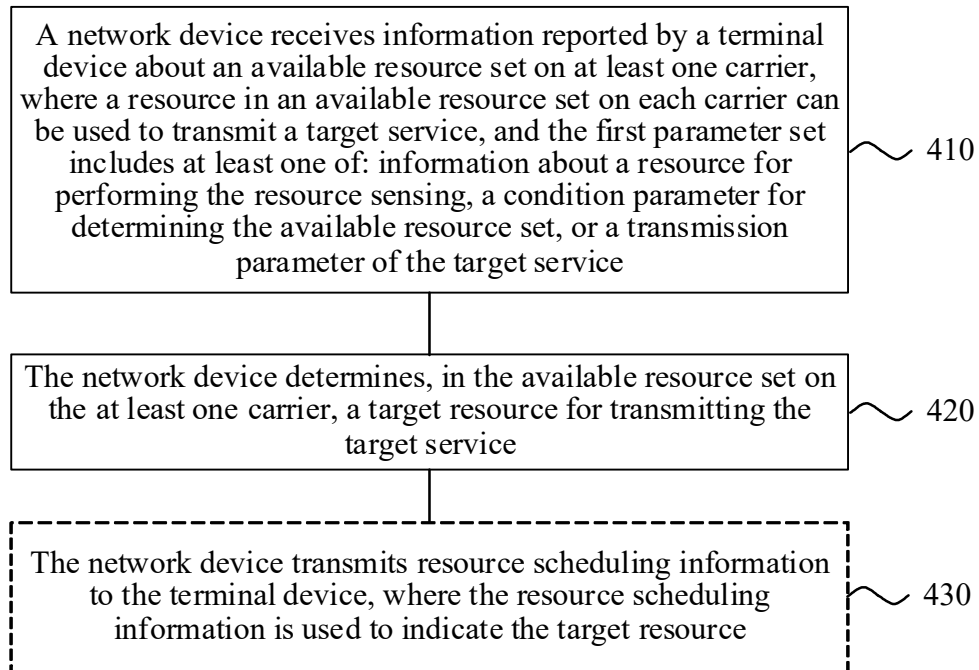 A network device receives information reported by a terminal
device about an available resource set on at least one carrier,
where a resource in an available resource set on each carrier can
be used to transmit a target service, and the first parameter set
includes at least one of: information about a resource for
performing the resource sensing, a condition parameter for
determining the available resource set, or a transmission
parameter of the target service
410
The network device determines, in the available resource set on
the at least one carrier, a target resource for transmitting the
target service
420
The network device transmits resource scheduling information
to the terminal device, where the resource scheduling
information is used to indicate the target resource
430